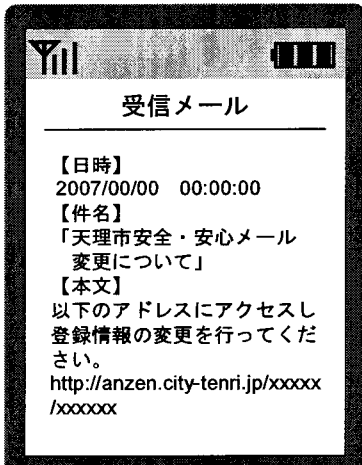 受信メール
【日時】
2007/00/00 00:00:00
【件名】
「天理市安全・安心メール
変更について」
【本文】
以下のアドレスにアクセスし
登録情報の変更を行ってくだ
さい。
http://anzen.city-tenri.jp/xxxxx
/xxxxxx